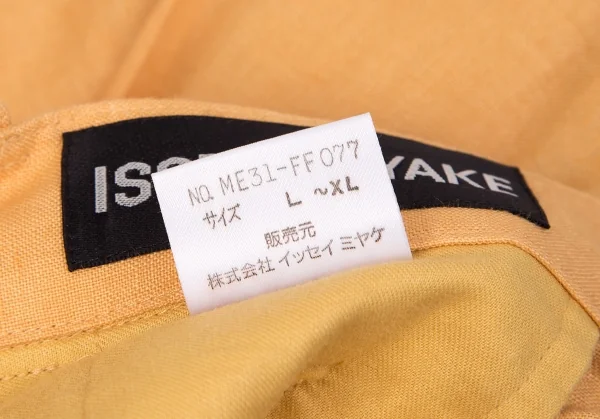 ISS YAKE
NO. ME31-FF077
サイズ L ～XL
販売元
株式会社 イッセイ ミヤケ